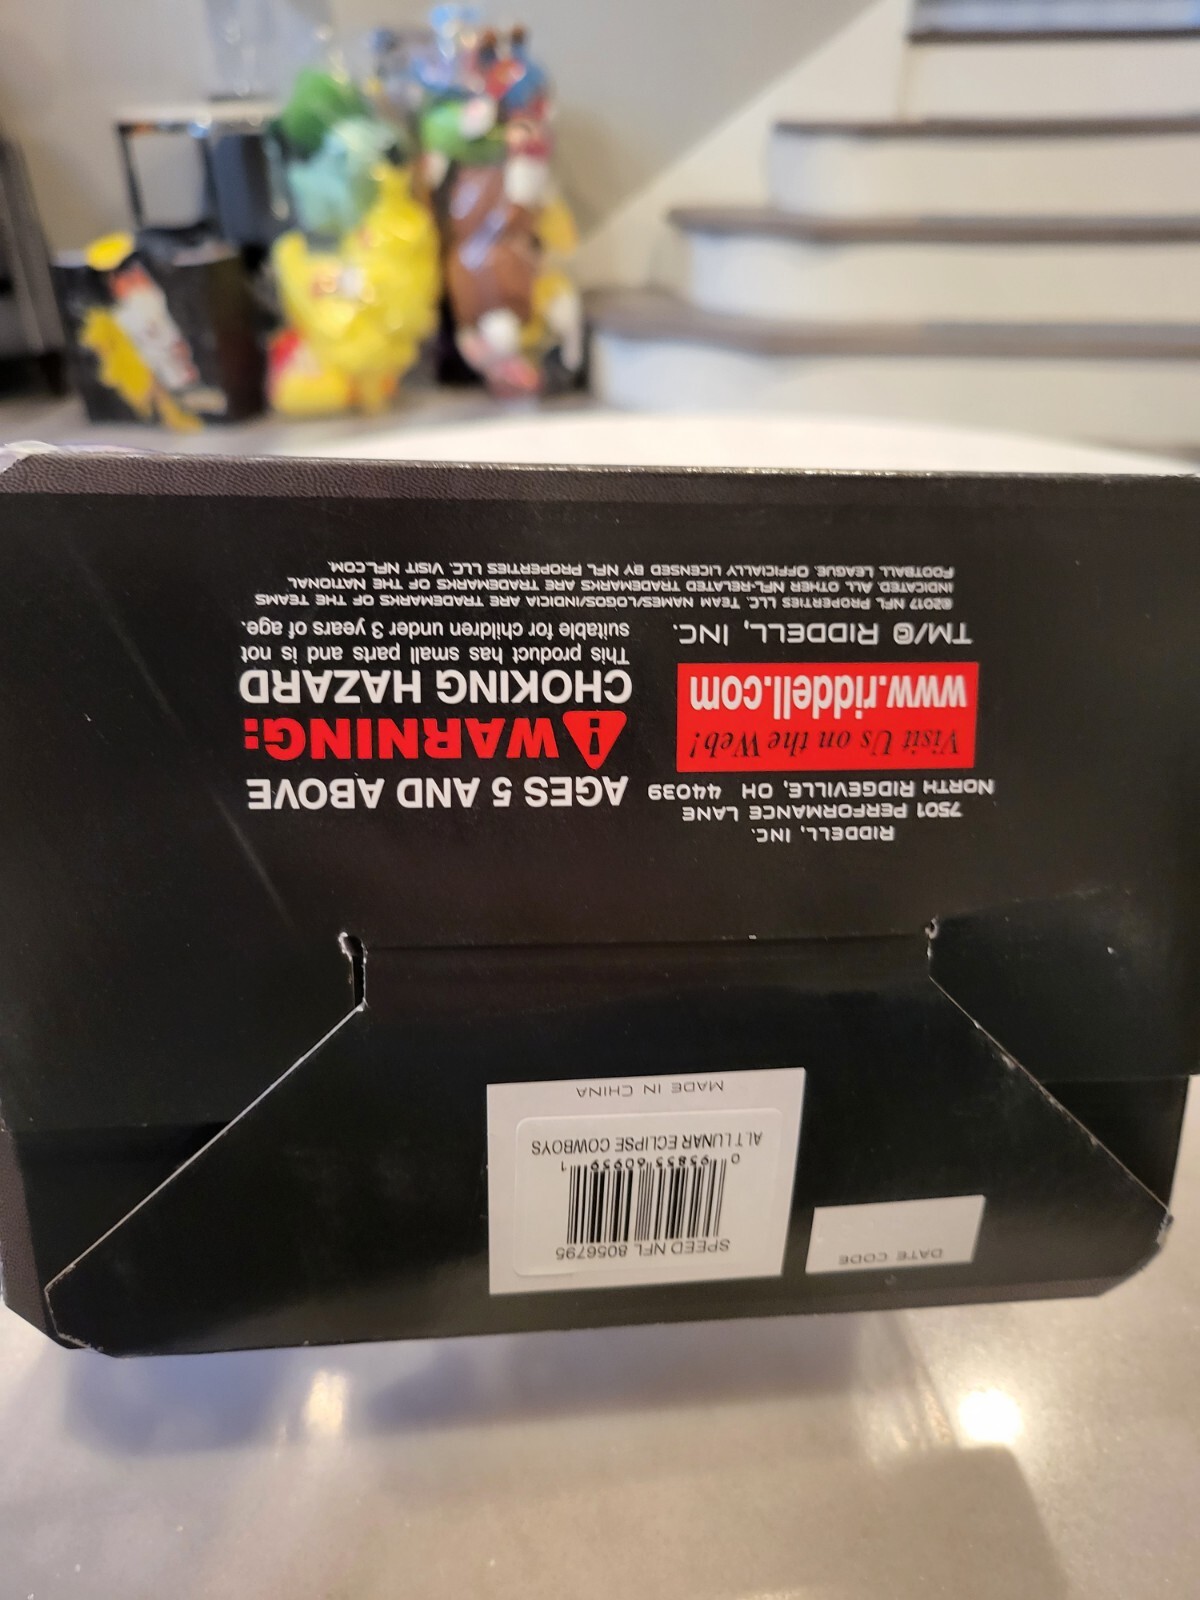 SPEED NFL 8056795
0 95855 60959 1
ALT LUNAR ECLIPSE COWBOYS
MADE IN CHINA
DATE CODE
RIDDELL, INC.
7501 PERFORMANCE LANE
NORTH RIDGEVILLE, OH 44039
Visit Us on the Web!
www.riddell.com
TM/© RIDDELL, INC.
AGES 5 AND ABOVE
WARNING:
CHOKING HAZARD
This product has small parts and is not
suitable for children under 3 years of age.
©2017 NFL PROPERTIES LLC. TEAM NAMES/LOGOS/INDICIA ARE TRADEMARKS OF THE TEAMS
INDICATED. ALL OTHER NFL-RELATED TRADEMARKS ARE TRADEMARKS OF THE NATIONAL
FOOTBALL LEAGUE. OFFICIALLY LICENSED BY NFL PROPERTIES LLC. VISIT NFL.COM.